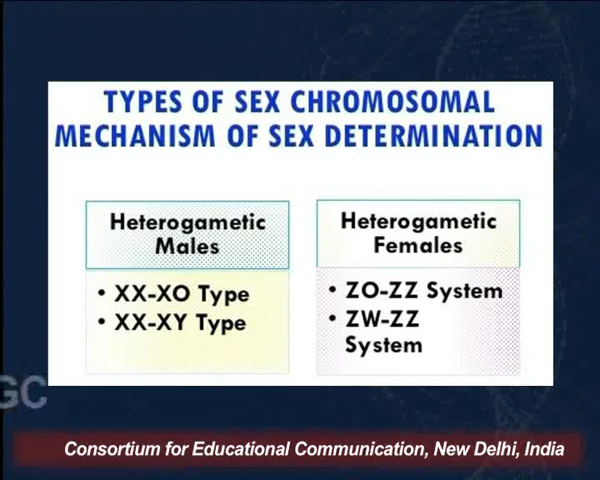 TYPES OF SEX CHROMOSOMAL
MECHANISM OF SEX DETERMINATION
Heterogametic
Males
• XX-XO Type
• XX-XY Type
Heterogametic
Females
• ZO-ZZ System
• ZW-ZZ
System
GC
Consortium for Educational Communication, New Delhi, India